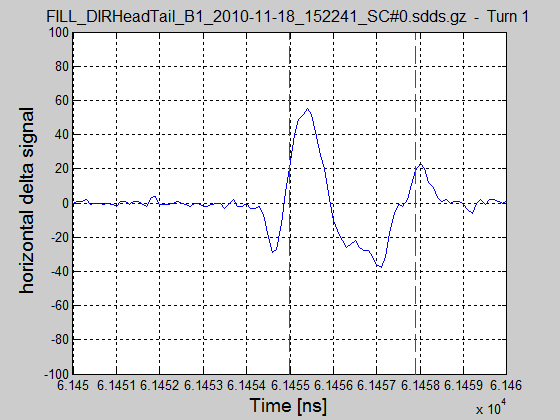 FILL_DIRHeadTail_B1_2010-11-18_152241_SC#0.sdds.gz - Turn 1
100
80
60
40
20
0
-20
-40
-60
-80
-100
horizontal delta signal
6.145 6.1451 6.1452 6.1453 6.1454 6.1455 6.1456 6.1457 6.1458 6.1459 6.146
Time [ns]
x 10^4